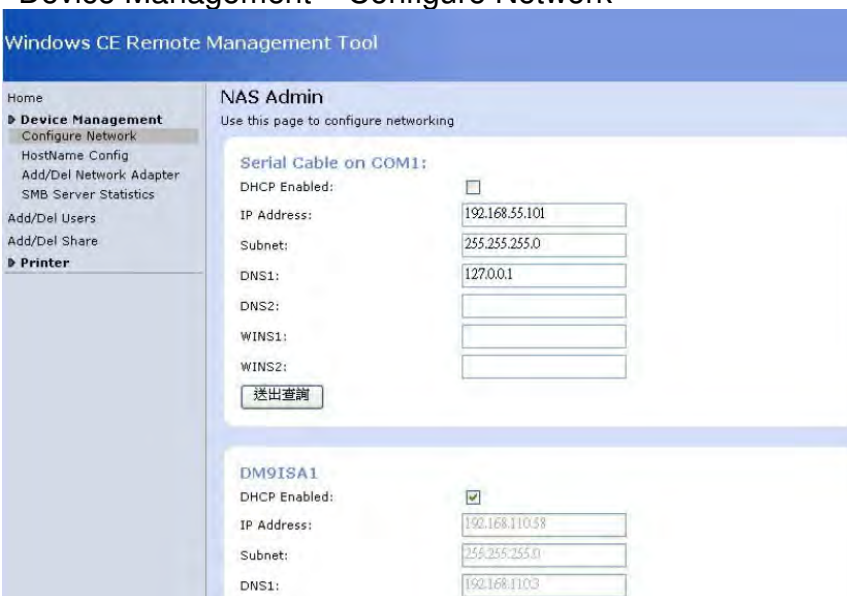 Device Management – Configure Network
Windows CE Remote Management Tool
Home
Device Management
Configure Network
HostName Config
Add/Del Network Adapter
SMB Server Statistics
Add/Del Users
Add/Del Share
Printer
NAS Admin
Use this page to configure networking
Serial Cable on COM1:
DHCP Enabled:
IP Address: 192.168.55.101
Subnet: 255.255.255.0
DNS1: 127.0.0.1
DNS2:
WINS1:
WINS2:
送出查詢
DM9ISA1
DHCP Enabled:
IP Address: 192.168.110.58
Subnet: 255.255.255.0
DNS1: 192.168.110.3